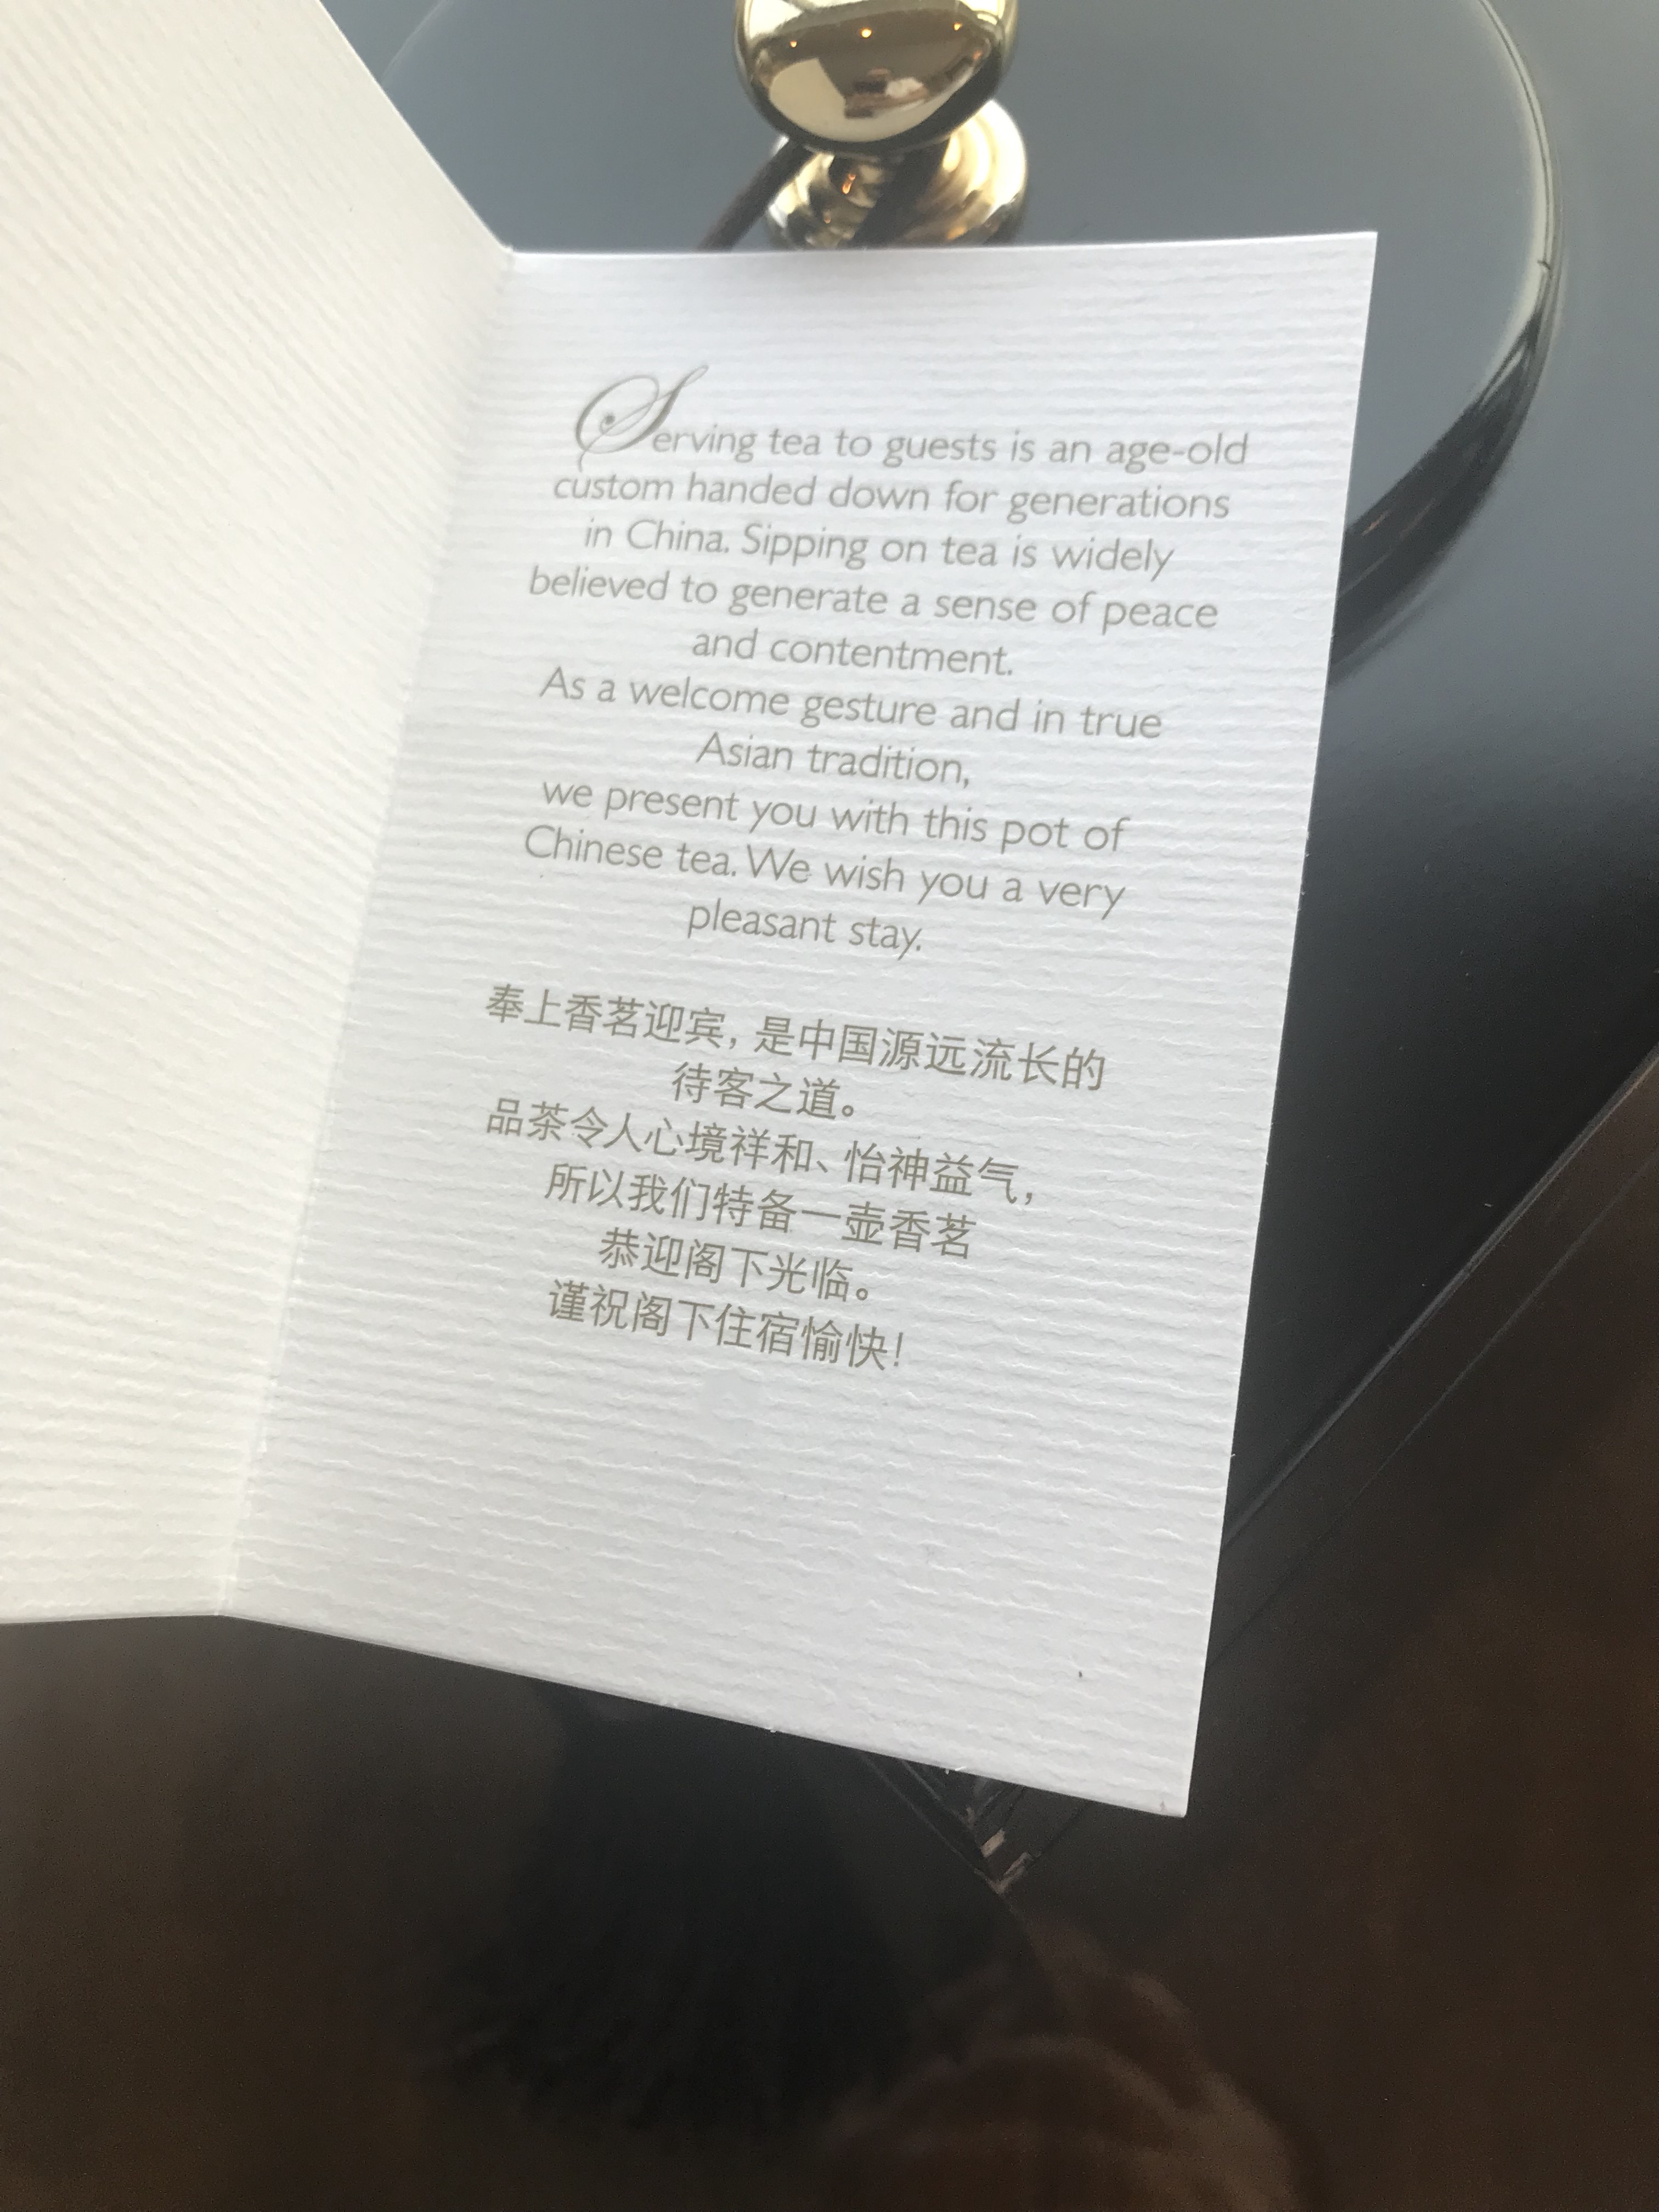 Serving tea to guests is an age-old
custom handed down for generations
in China. Sipping on tea is widely
believed to generate a sense of peace
and contentment.
As a welcome gesture and in true
Asian tradition,
we present you with this pot of
Chinese tea. We wish you a very
pleasant stay.
奉上香茗迎宾，是中国源远流长的
待客之道。
品茶令人心境祥和、怡神益气，
所以我们特备一壶香茗
恭迎阁下光临。
谨祝阁下住宿愉快！